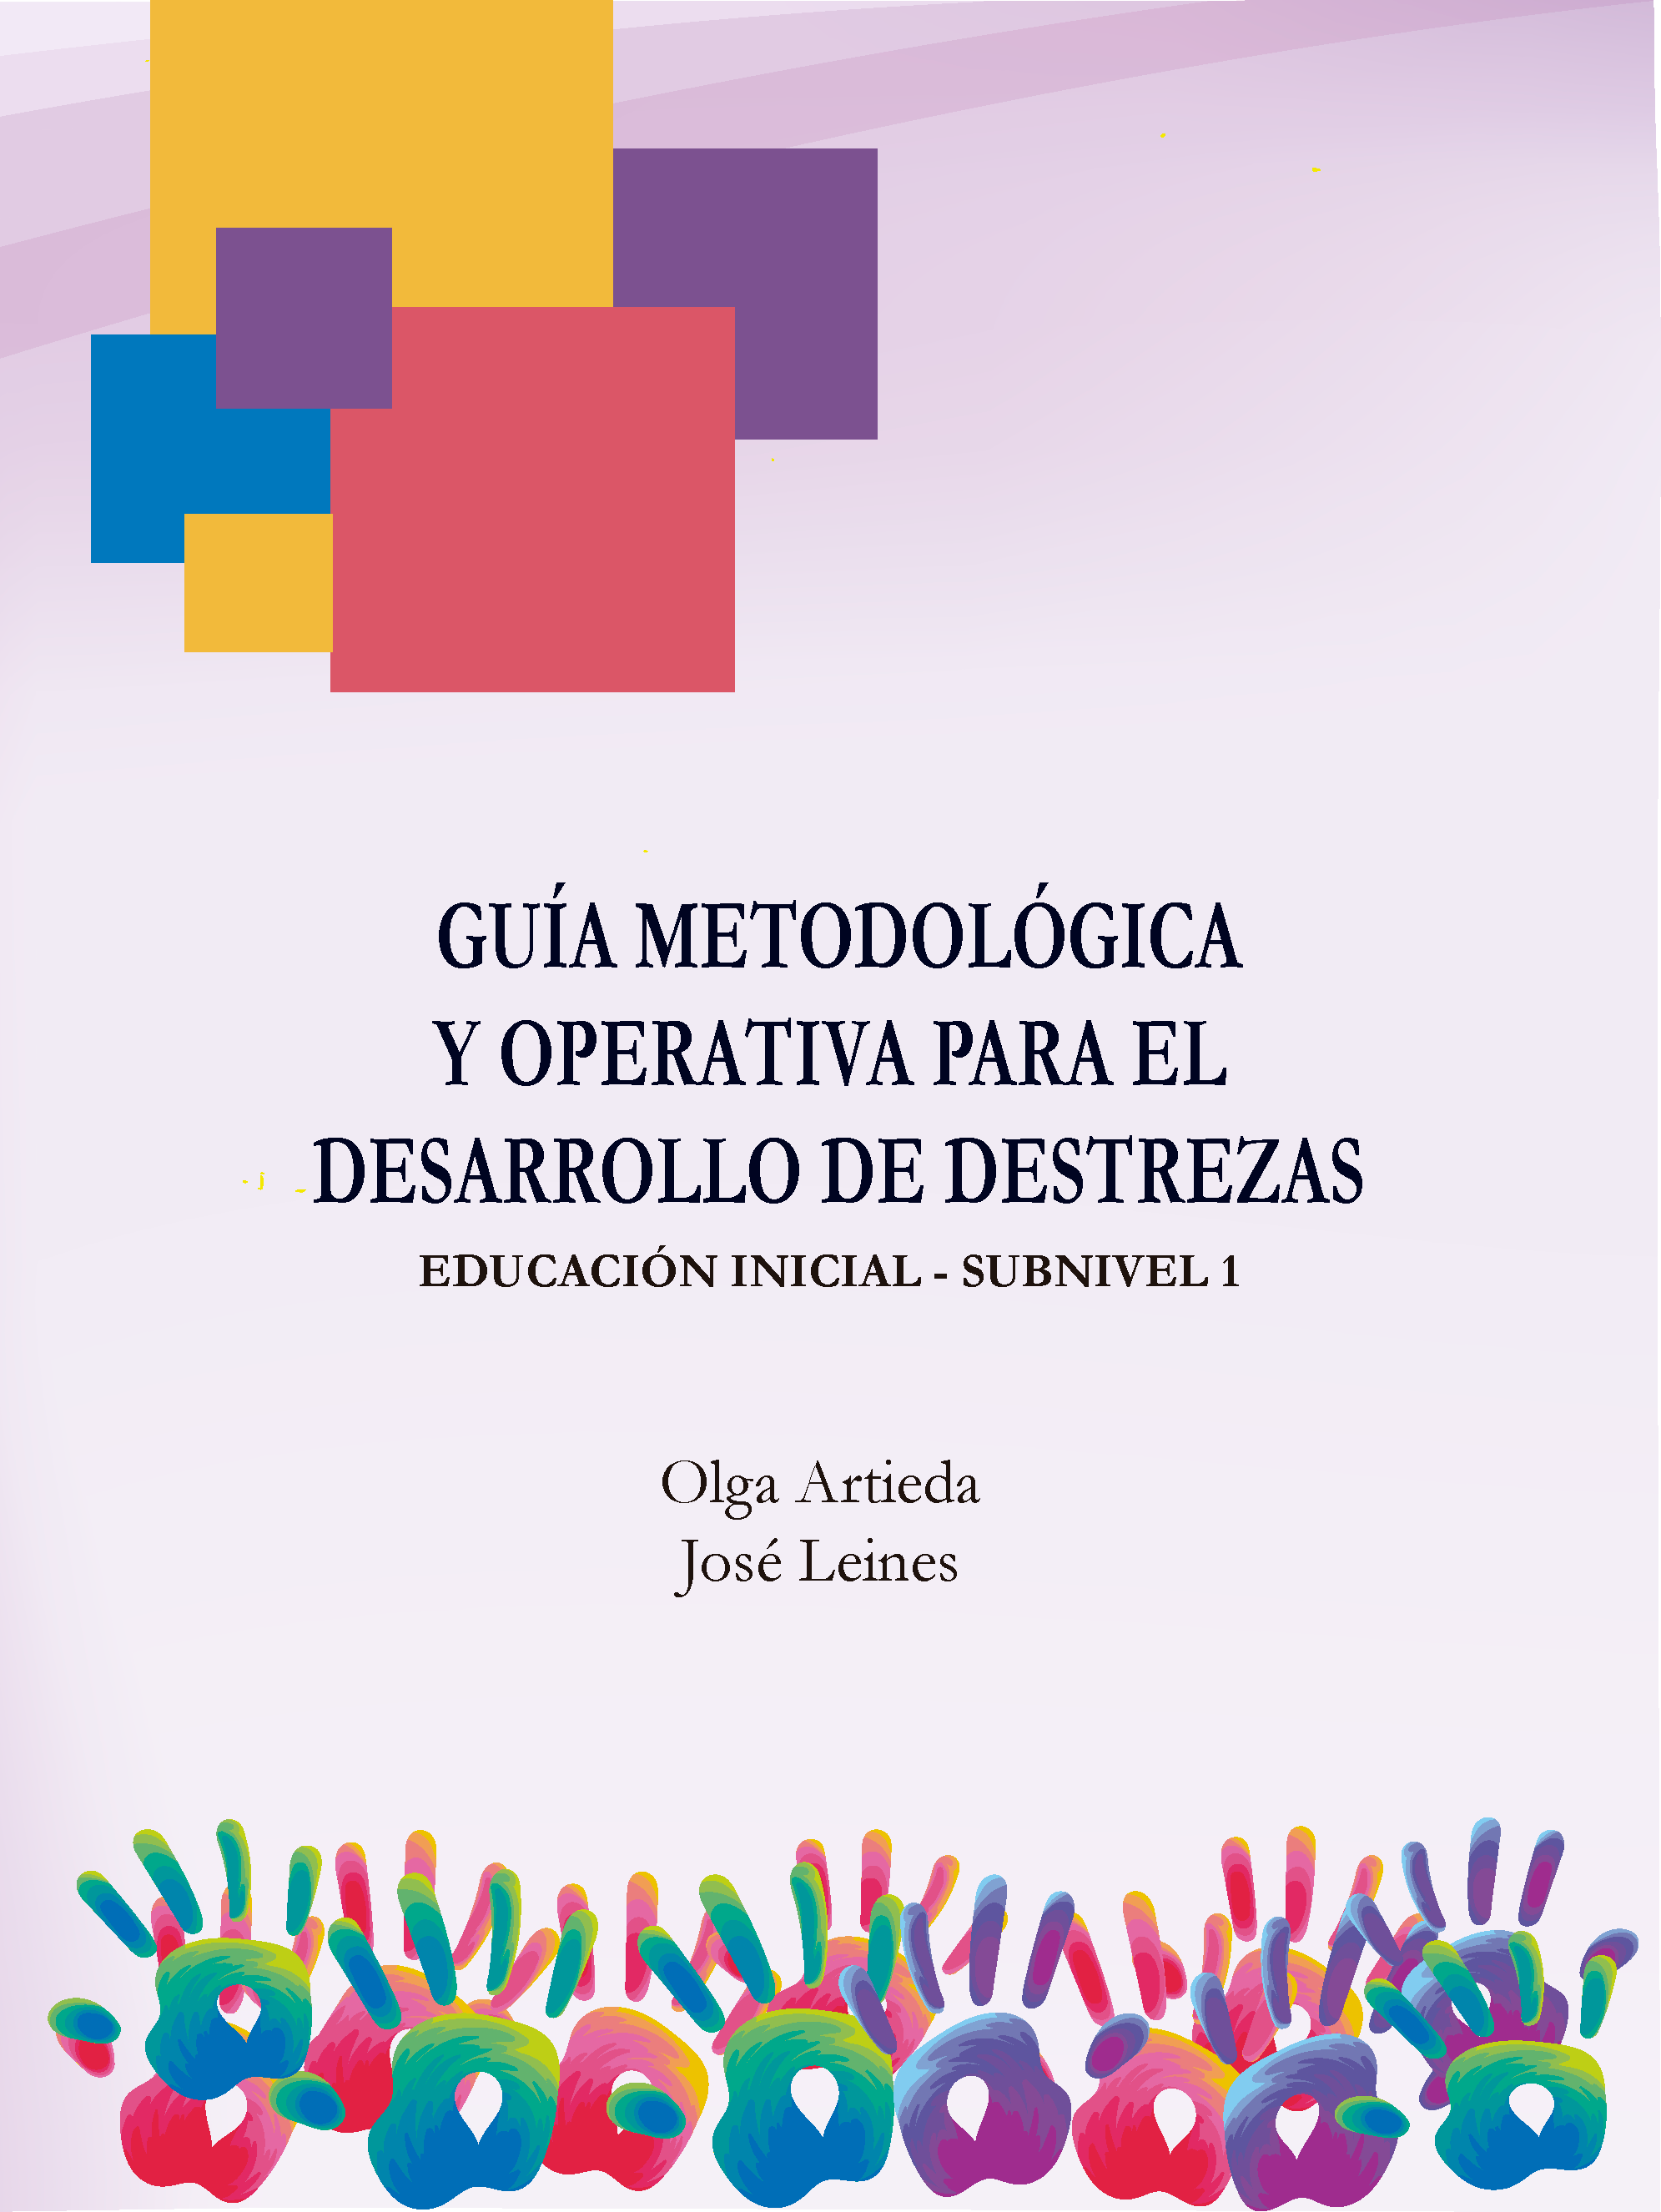 GUÍA METODOLÓGICA
Y OPERATIVA PARA EL
DESARROLLO DE DESTREZAS
EDUCACIÓN INICIAL - SUBNIVEL 1
Olga Artieda
José Leines